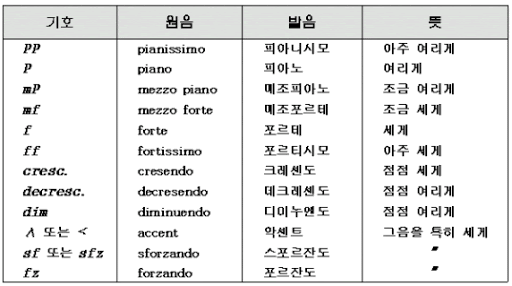 기호 원음 발음 뜻
pp pianissimo 피아니시모 아주 여리게
p piano 피아노 여리게
mp mezzo piano 메조피아노 조금 여리게
mf mezzo forte 메조포르테 조금 세게
f forte 포르테 세게
ff fortissimo 포르티시모 아주 세게
cresc. cresendo 크레센도 점점 세게
decresc. decresendo 데크레센도 점점 여리게
dim diminuendo 디미누엔도 점점 여리게
∧ 또는 < accent 악센트 그음을 특히 세게
sf 또는 sfz sforzando 스포르잔도 〃
fz forzando 포르잔도 〃